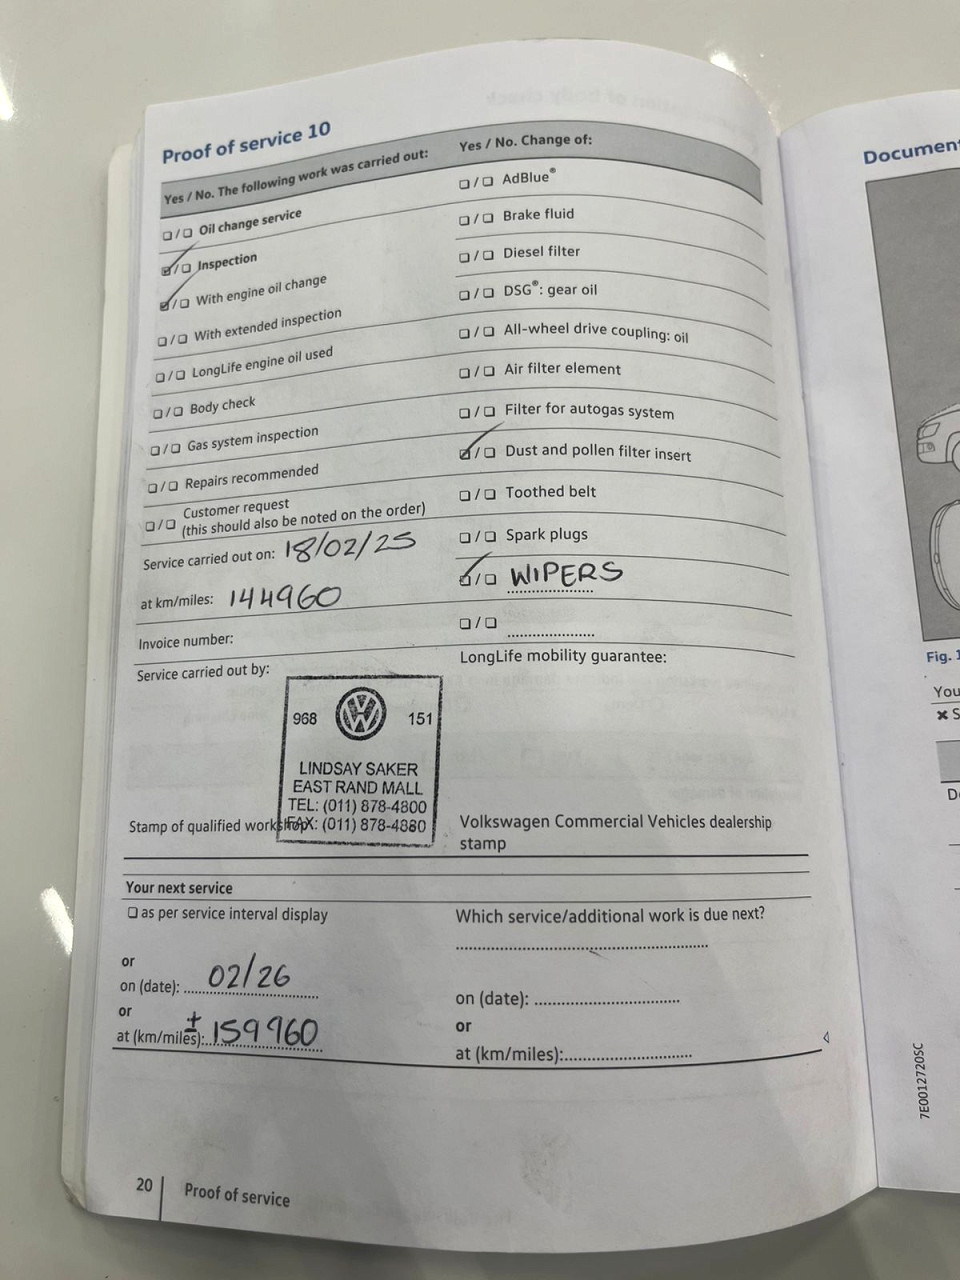 Proof of service 10
Yes / No. The following work was carried out:
☐/☐ Oil change service
☑/☐ Inspection
☑/☐ With engine oil change
☐/☐ With extended inspection
☐/☐ LongLife engine oil used
☐/☐ Body check
☐/☐ Gas system inspection
☐/☐ Repairs recommended
☐/☐ Customer request
(this should also be noted on the order)
Service carried out on: 18/02/25
at km/miles: 144960
Invoice number:
Service carried out by:
968 VW 151
LINDSAY SAKER
EAST RAND MALL
TEL: (011) 878-4800
FAX: (011) 878-4880
Stamp of qualified workshop
Yes / No. Change of:
☐/☐ AdBlue®
☐/☐ Brake fluid
☐/☐ Diesel filter
☐/☐ DSG®: gear oil
☐/☐ All-wheel drive coupling: oil
☐/☐ Air filter element
☐/☐ Filter for autogas system
☑/☐ Dust and pollen filter insert
☐/☐ Toothed belt
☐/☐ Spark plugs
☑/☐ WIPERS
☐/☐ ....................
LongLife mobility guarantee:
Volkswagen Commercial Vehicles dealership
stamp
Your next service
☐ as per service interval display
or
on (date): 02/26
or
at (km/miles): ± 159960
Which service/additional work is due next?
on (date): ....................
or
at (km/miles): ....................
20 Proof of service
Document
Fig. 1
You
✖ S
D
7E0012720SC